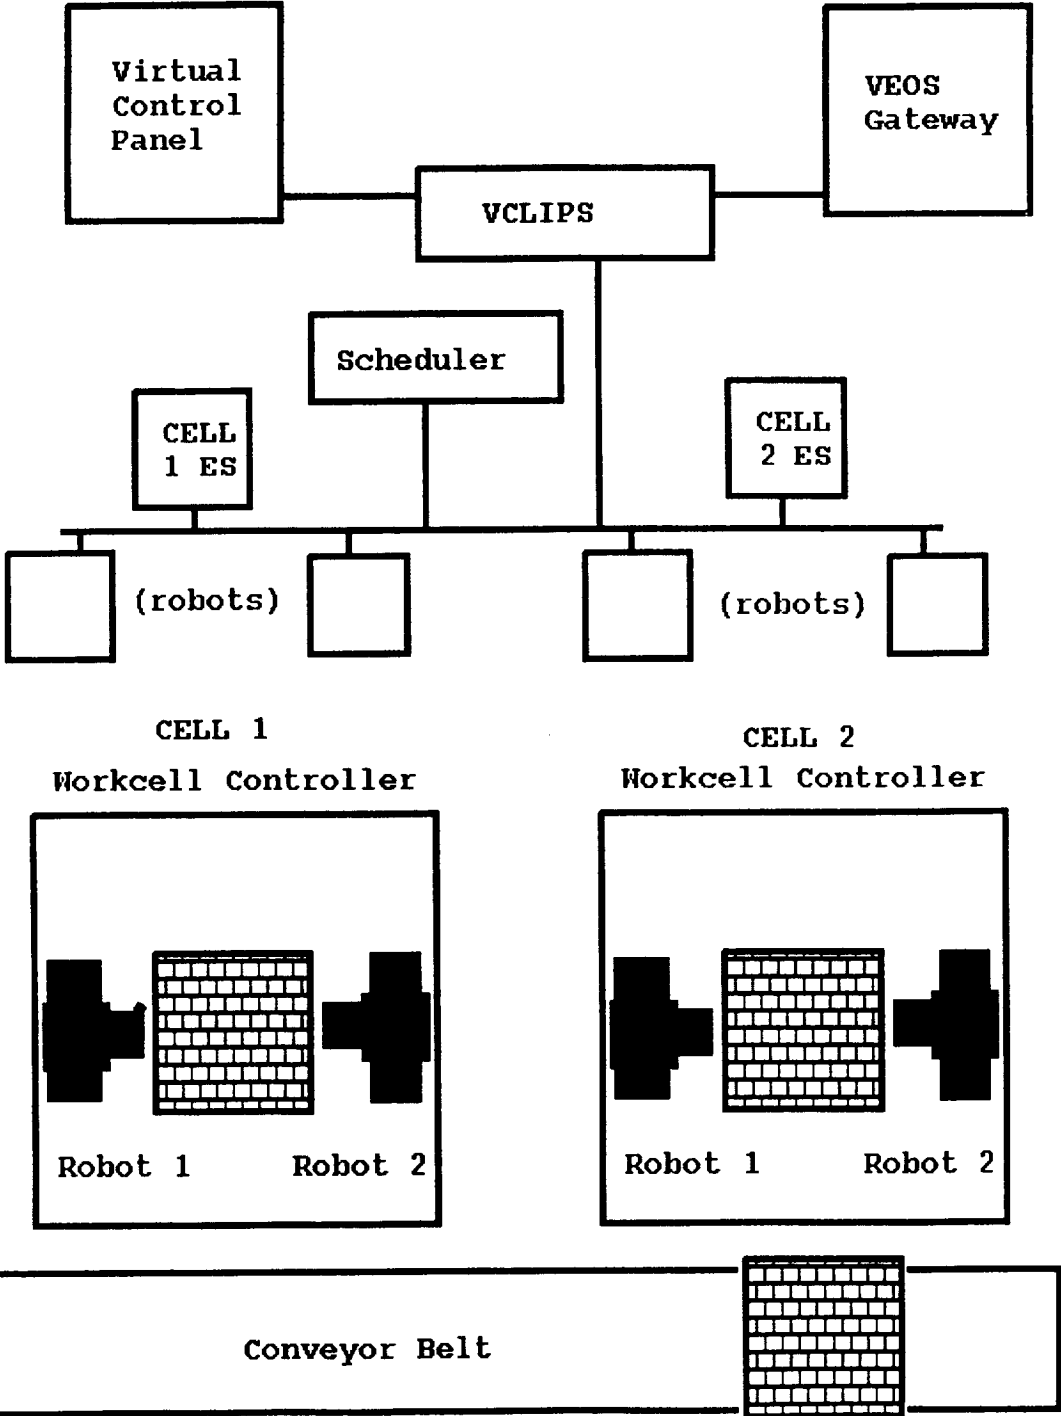 Virtual
Control
Panel
VEOS
Gateway
VCLIPS
Scheduler
CELL
1 ES
CELL
2 ES
(robots)
(robots)
CELL 1
Workcell Controller
CELL 2
Workcell Controller
Robot 1
Robot 2
Robot 1
Robot 2
Conveyor Belt